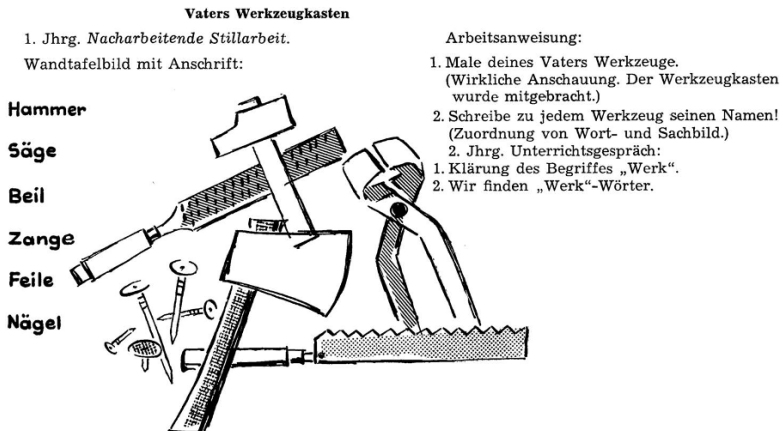 Vaters Werkzeugkasten
1. Jhrg. Nacharbeitende Stillarbeit.
Wandtafelbild mit Anschrift:
Hammer
Säge
Beil
Zange
Feile
Nägel
Arbeitsanweisung:
1. Male deines Vaters Werkzeuge.
(Wirkliche Anschauung. Der Werkzeugkasten
wurde mitgebracht.)
2. Schreibe zu jedem Werkzeug seinen Namen!
(Zuordnung von Wort- und Sachbild.)
2. Jhrg. Unterrichtsgespräch:
1. Klärung des Begriffes „Werk“.
2. Wir finden „Werk“-Wörter.